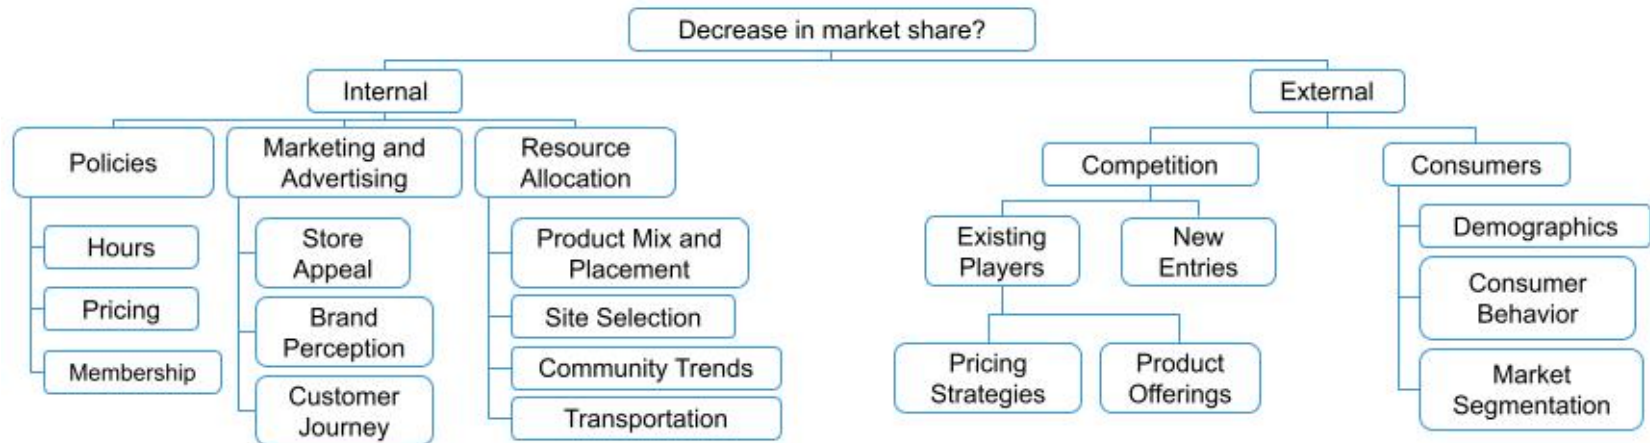 Decrease in market share?
Internal
External
Policies
Marketing and
Advertising
Resource
Allocation
Competition
Consumers
Hours
Pricing
Membership
Store
Appeal
Brand
Perception
Customer
Journey
Product Mix and
Placement
Site Selection
Community Trends
Transportation
Existing
Players
New
Entries
Pricing
Strategies
Product
Offerings
Demographics
Consumer
Behavior
Market
Segmentation